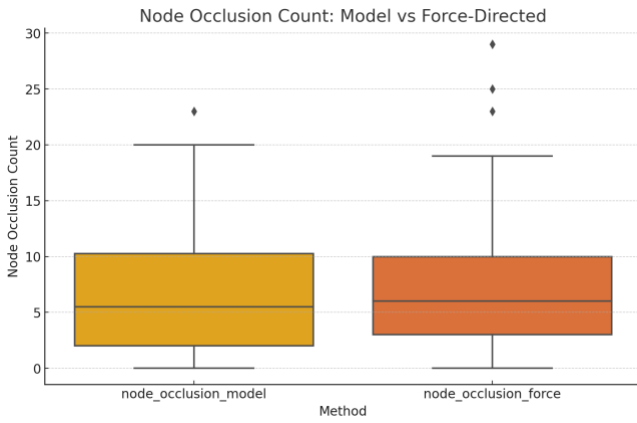 Node Occlusion Count: Model vs Force-Directed
Node Occlusion Count
30
25
20
15
10
5
0
node_occlusion_model
node_occlusion_force
Method